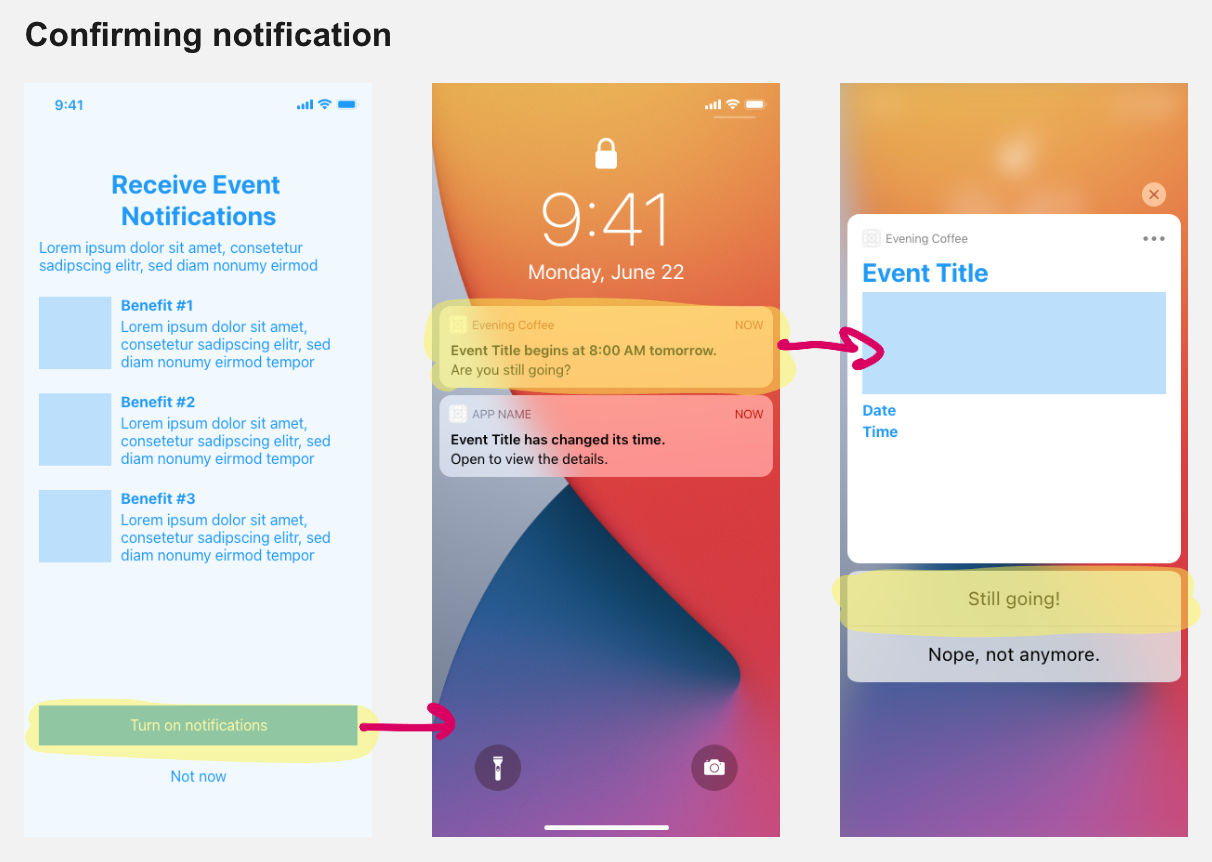 Confirming notification
9:41
Receive Event
Notifications
Lorem ipsum dolor sit amet, consetetur
sadipscing elitr, sed diam nonumy eirmod
Benefit #1
Lorem ipsum dolor sit amet,
consetetur sadipscing elitr, sed
diam nonumy eirmod tempor
Benefit #2
Lorem ipsum dolor sit amet,
consetetur sadipscing elitr, sed
diam nonumy eirmod tempor
Benefit #3
Lorem ipsum dolor sit amet,
consetetur sadipscing elitr, sed
diam nonumy eirmod tempor
Turn on notifications
Not now
9:41
Monday, June 22
Evening Coffee NOW
Event Title begins at 8:00 AM tomorrow.
Are you still going?
APP NAME NOW
Event Title has changed its time.
Open to view the details.
Evening Coffee
Event Title
Date
Time
Still going!
Nope, not anymore.